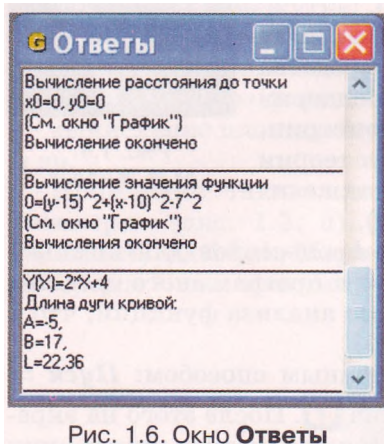 Ответы
Вычисление расстояния до точки
x0=0, y0=0
(См. окно "График")
Вычисление окончено
Вычисление значения функции
0=(y-15)^2+(x-10)^2-7^2
(См. окно "График")
Вычисления окончено
Y(X)=2*X+4
Длина дуги кривой:
A=-5,
B=17,
L=22,36
Рис. 1.6. Окно Ответы